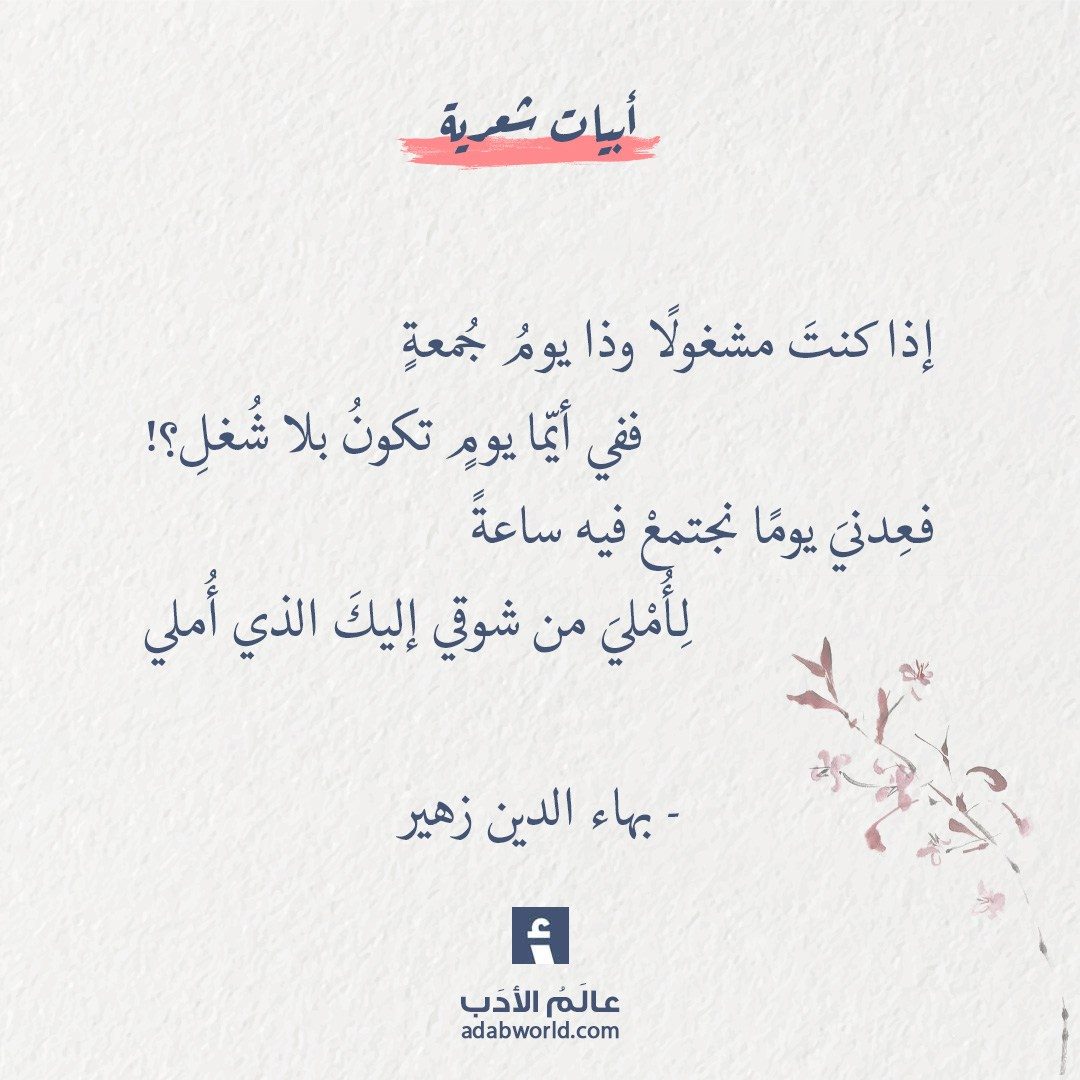 أبيات شعرية
إذا كنتَ مشغولًا وذا يومُ جُمعةٍ
ففي أيّما يومٍ تكونُ بلا شُغلِ؟!
فعِدنيَ يومًا نجتمعْ فيه ساعةً
لِأُمْليَ من شوقي إليكَ الذي أُملي
- بهاء الدين زهير
أ
عالَمُ الأدَب
adabworld.com